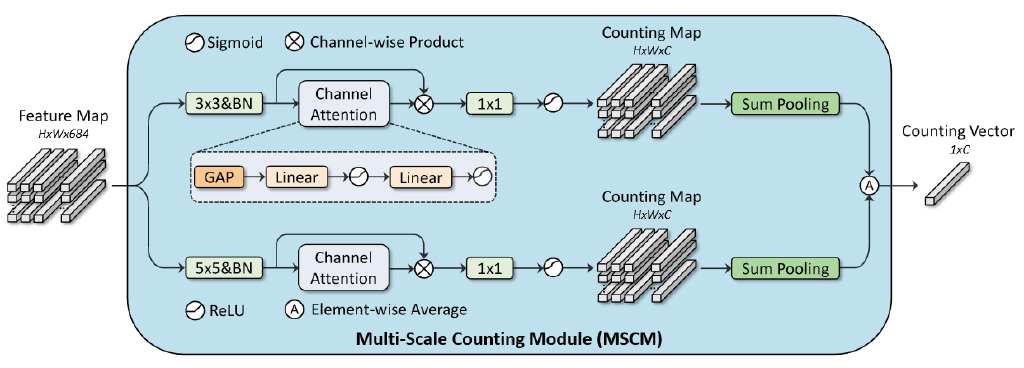 Sigmoid
Channel-wise Product
Counting Map
HxWxC
Feature Map
HxWx684
3x3&BN
Channel
Attention
1x1
Sum Pooling
Counting Vector
1xC
GAP
Linear
Linear
A
Counting Map
HxWxC
5x5&BN
Channel
Attention
1x1
Sum Pooling
ReLU
A Element-wise Average
Multi-Scale Counting Module (MSCM)